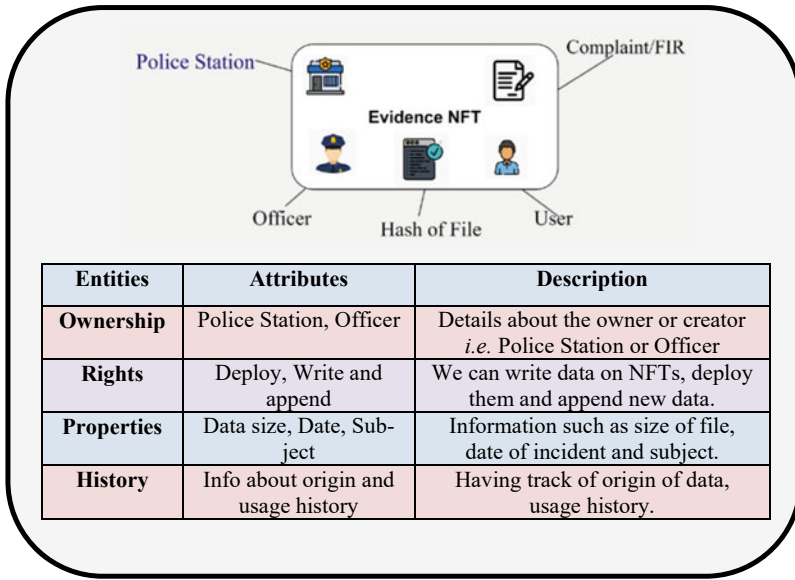 Police Station
Complaint/FIR
Evidence NFT
Officer
Hash of File
User
Entities Attributes Description
Ownership Police Station, Officer Details about the owner or creator
i.e. Police Station or Officer
Rights Deploy, Write and We can write data on NFTs, deploy
append them and append new data.
Properties Data size, Date, Sub- Information such as size of file,
ject date of incident and subject.
History Info about origin and Having track of origin of data,
usage history usage history.